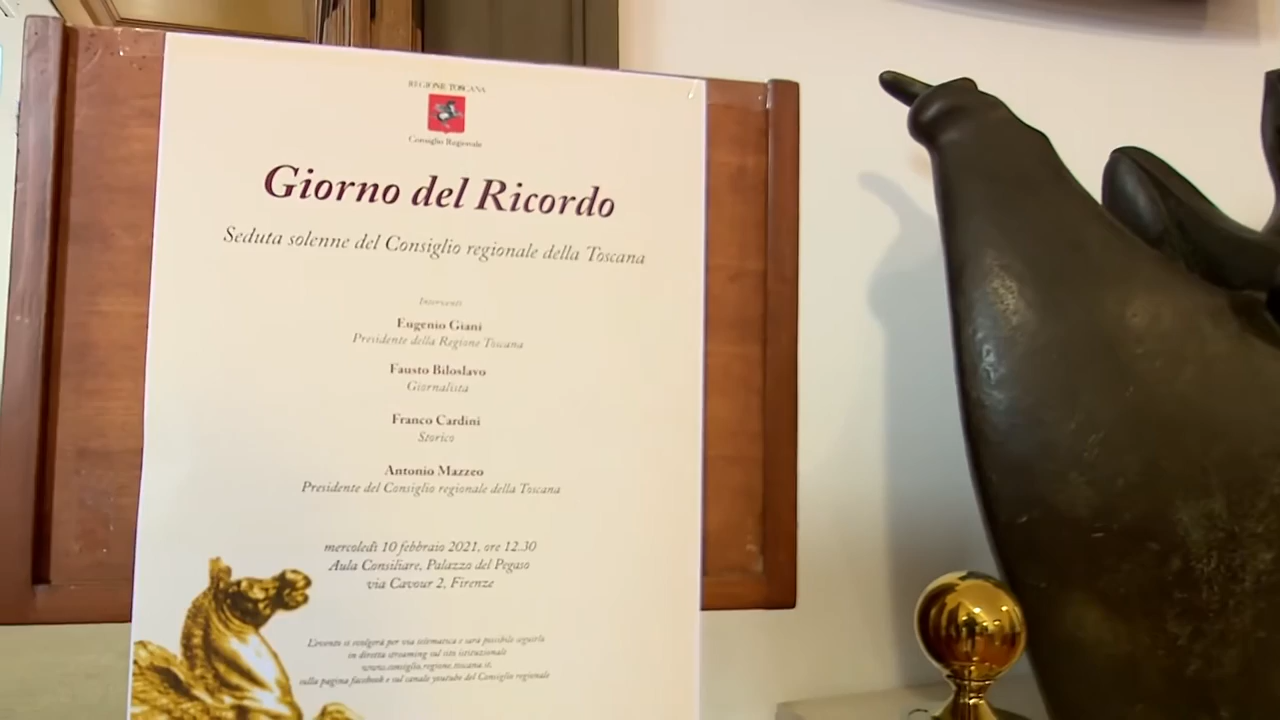 REGIONE TOSCANA
Consiglio Regionale
Giorno del Ricordo
Seduta solenne del Consiglio regionale della Toscana
Interventi
Eugenio Giani
Presidente della Regione Toscana
Fausto Biloslavo
Giornalista
Franco Cardini
Storico
Antonio Mazzeo
Presidente del Consiglio regionale della Toscana
mercoledì 10 febbraio 2021, ore 12.30
Aula Consiliare, Palazzo del Pegaso
via Cavour 2, Firenze
L'evento si svolgerà per via telematica e sarà possibile seguirlo
in diretta streaming sul sito istituzionale
www.consiglio.regione.toscana.it,
sulla pagina facebook e sul canale youtube del Consiglio regionale